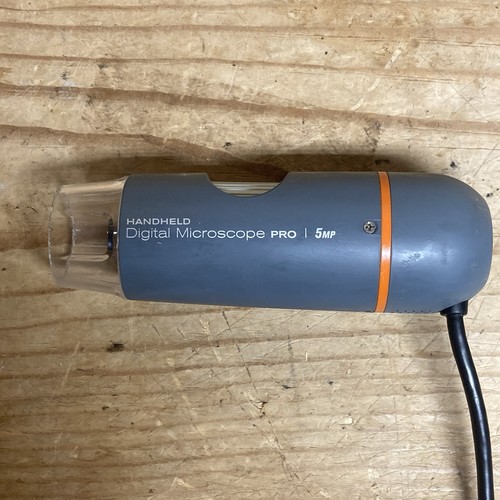 HANDHELD
Digital Microscope PRO | 5MP